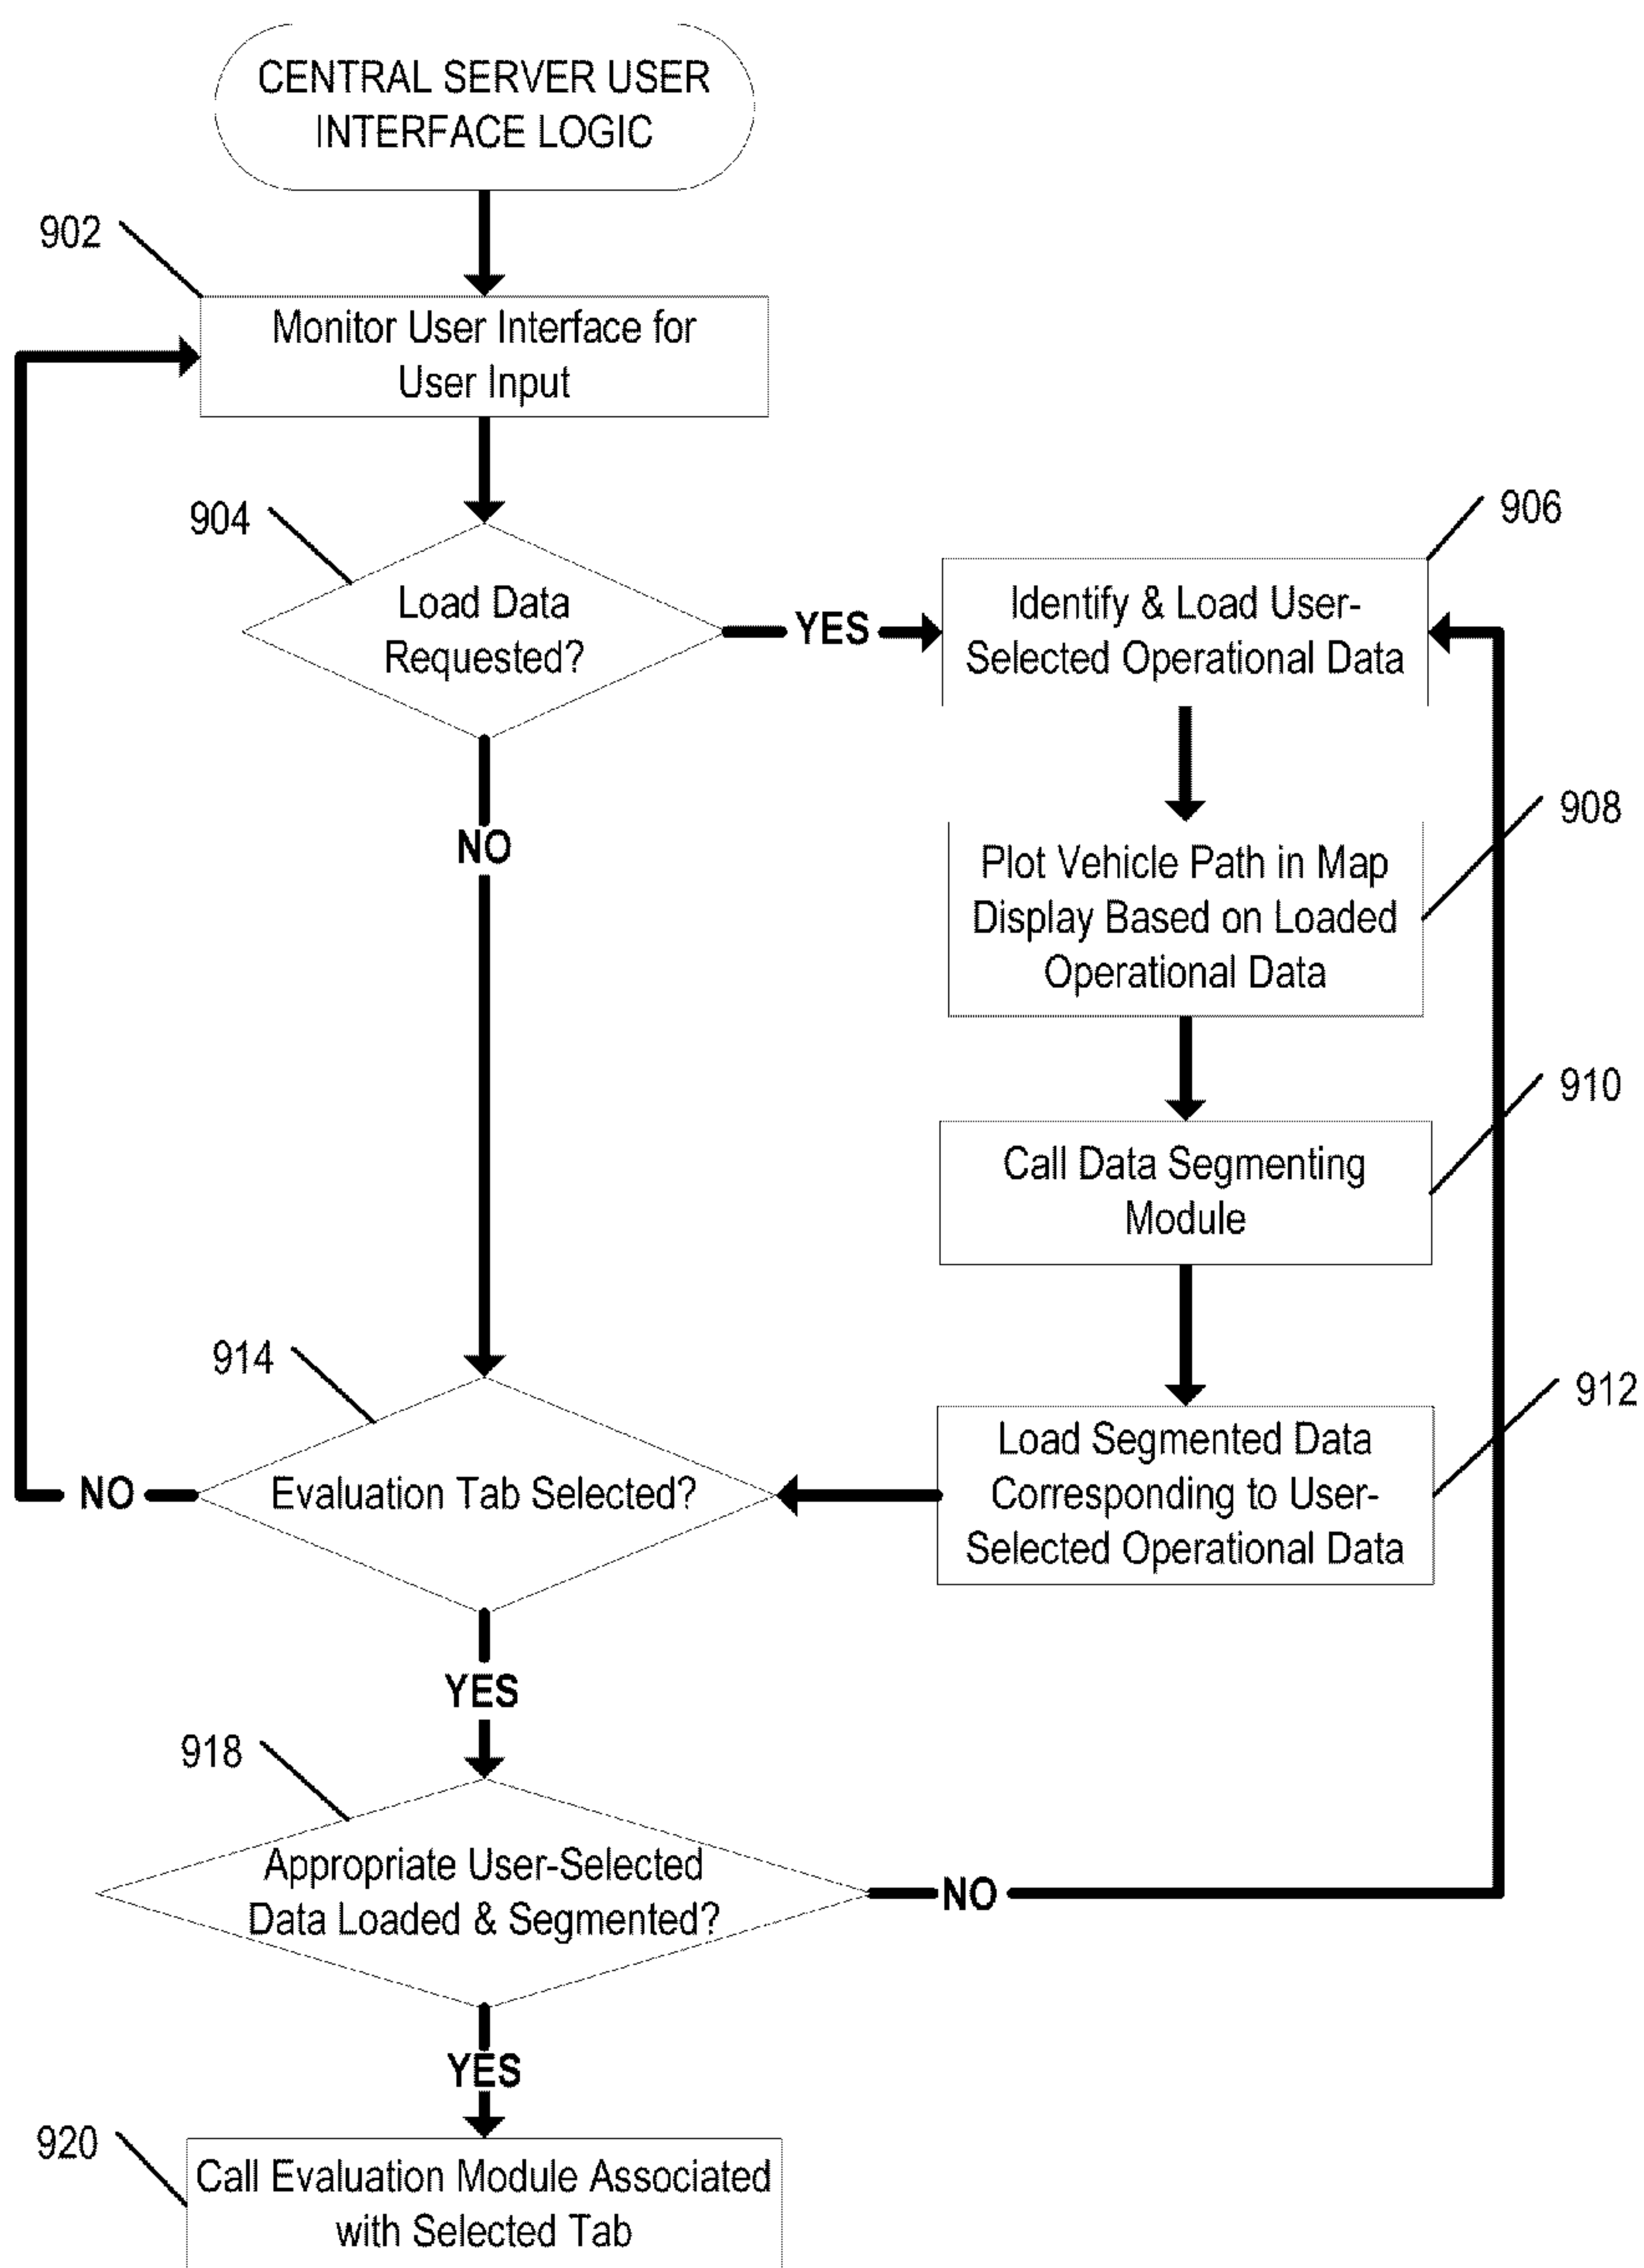 CENTRAL SERVER USER
INTERFACE LOGIC
902
Monitor User Interface for
User Input
904
Load Data
Requested?
YES
906
Identify & Load User-
Selected Operational Data
NO
908
Plot Vehicle Path in Map
Display Based on Loaded
Operational Data
910
Call Data Segmenting
Module
914
Evaluation Tab Selected?
NO
912
Load Segmented Data
Corresponding to User-
Selected Operational Data
YES
918
Appropriate User-Selected
Data Loaded & Segmented?
NO
YES
920
Call Evaluation Module Associated
with Selected Tab